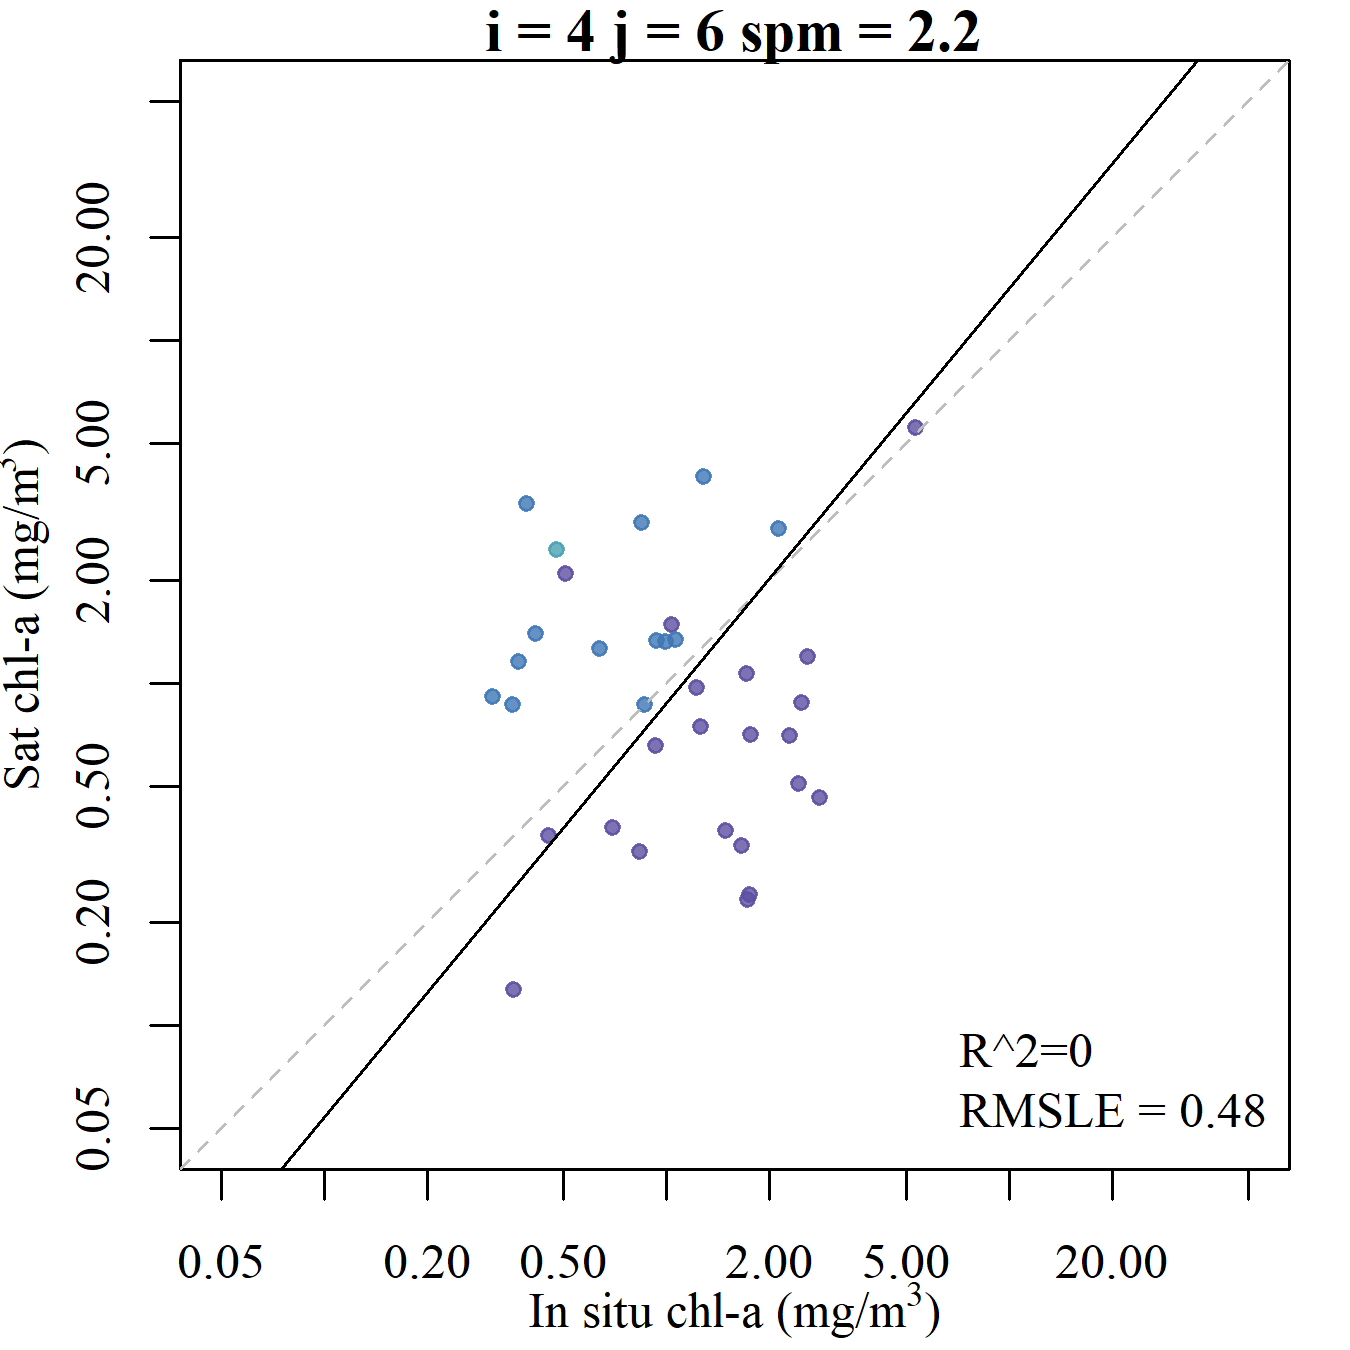 i = 4 j = 6 spm = 2.2
Sat chl-a (mg/m³)
20.00
5.00
2.00
0.50
0.20
0.05
R^2=0
RMSLE = 0.48
0.05 0.20 0.50 2.00 5.00 20.00
In situ chl-a (mg/m³)